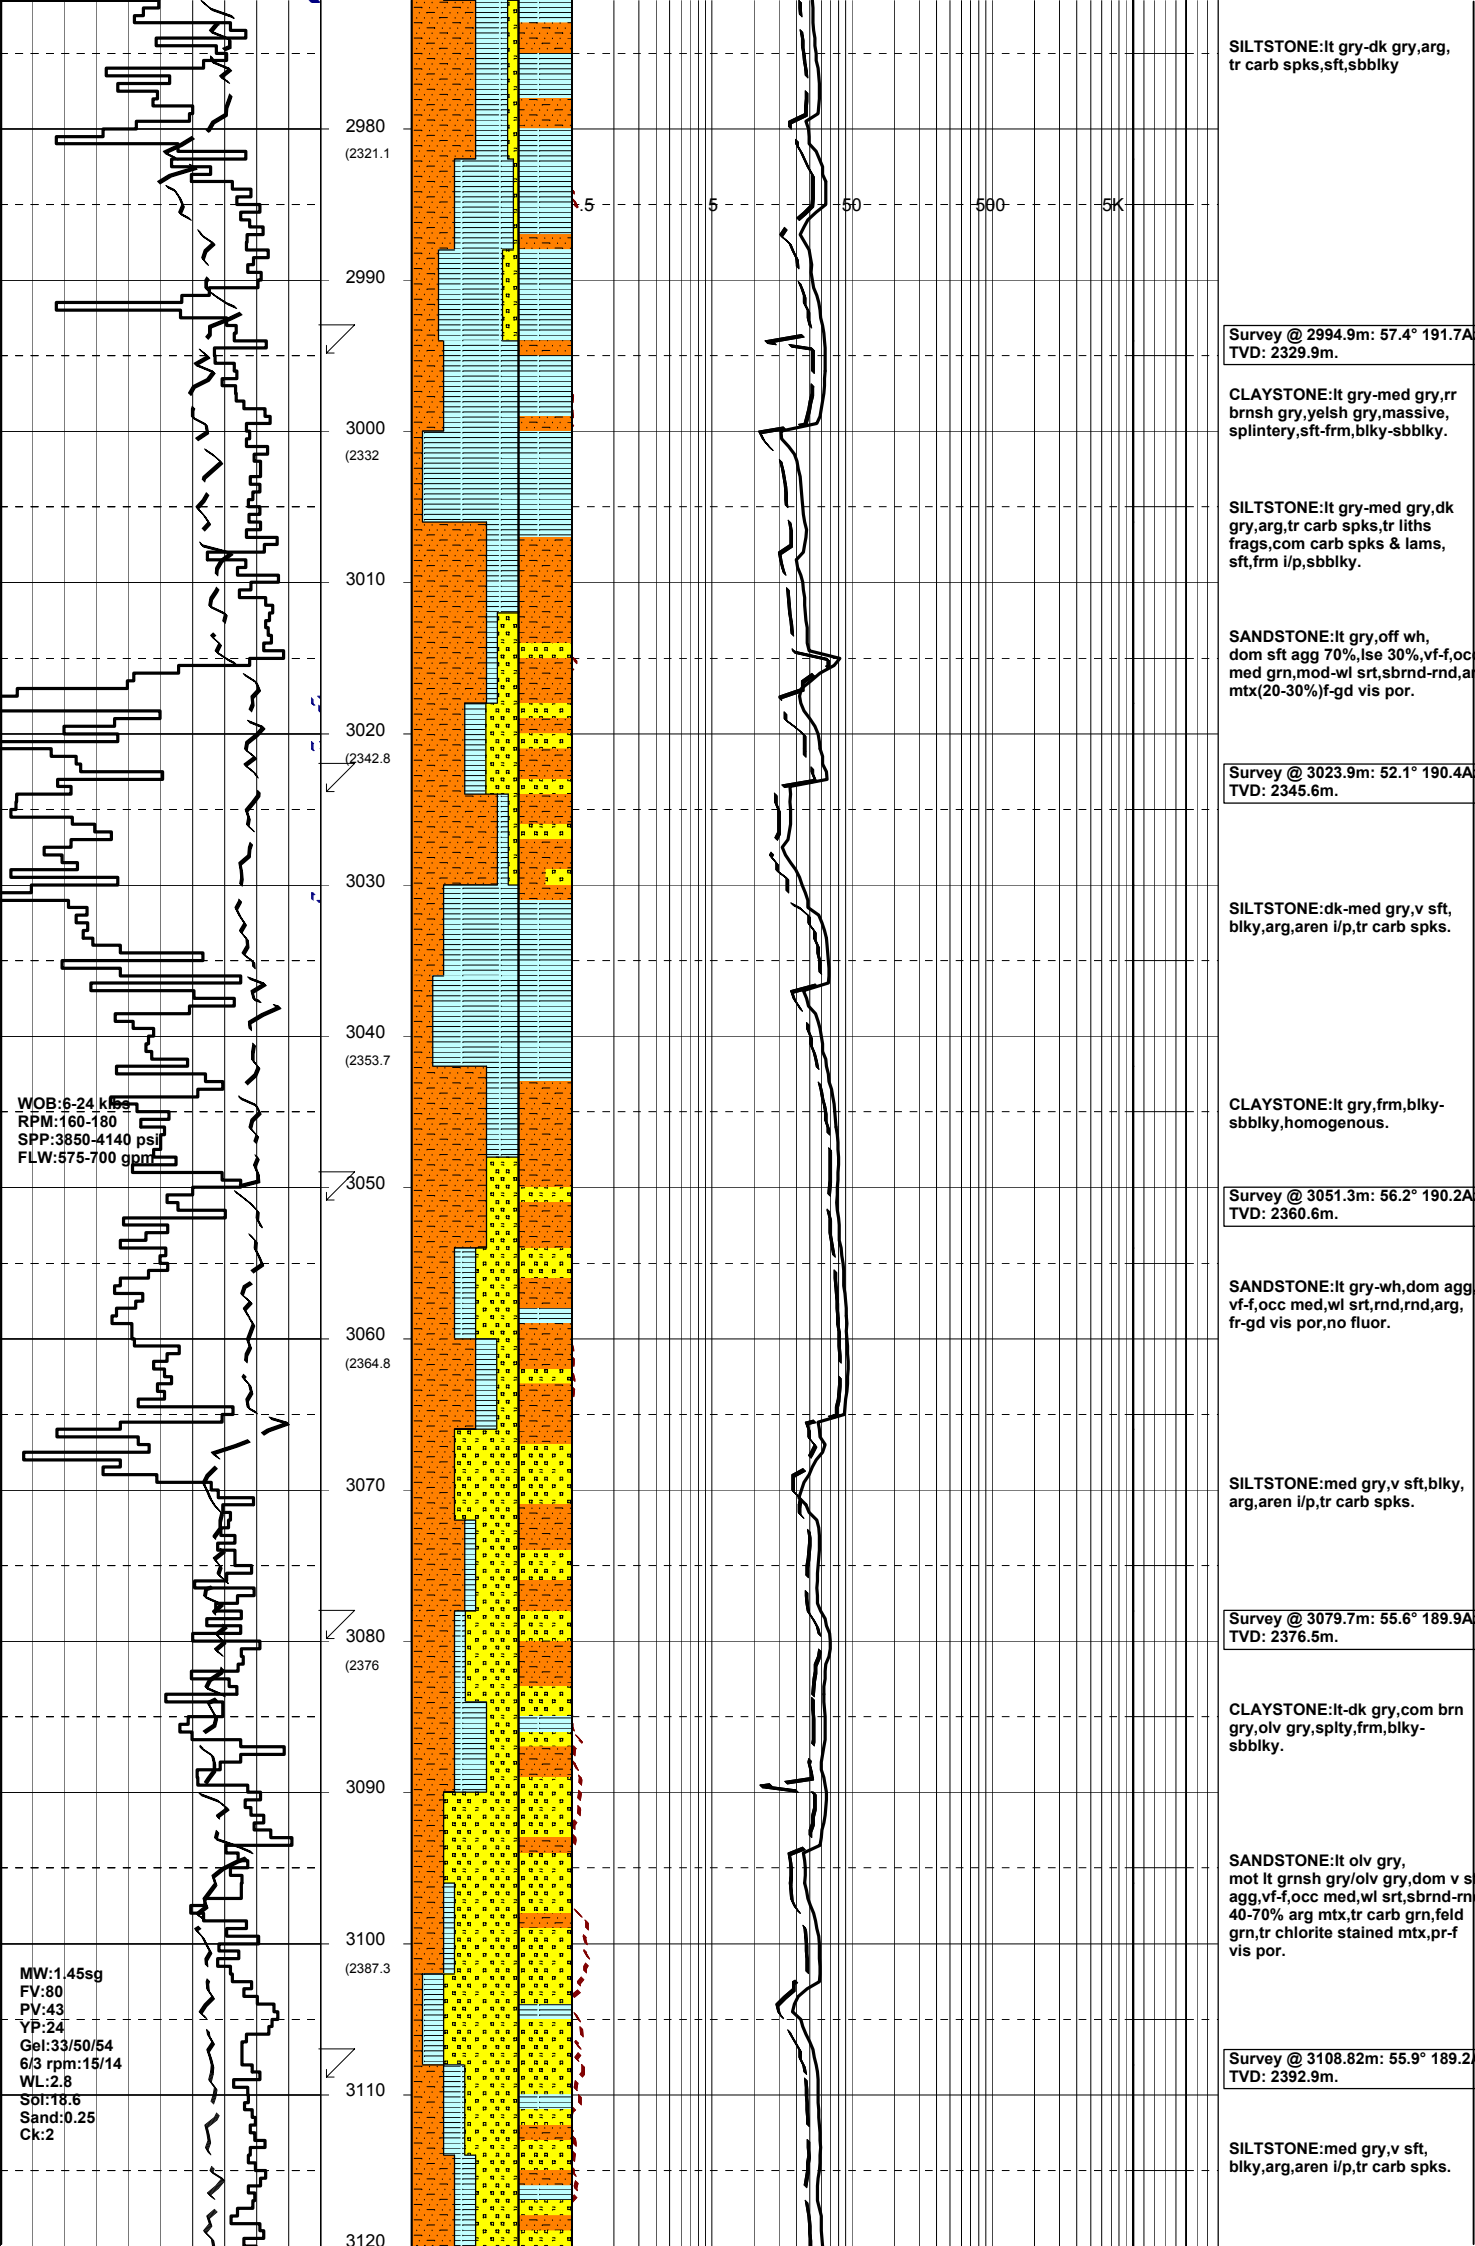 SILTSTONE:lt gry-dk gry,arg,
tr carb spks,sft,sbblky
2980
(2321.1
.5 5 50 500 5K
2990
Survey @ 2994.9m: 57.4° 191.7A
TVD: 2329.9m.
CLAYSTONE:lt gry-med gry,rr
brnsh gry,yelsh gry,massive,
splintery,sft-frm,blky-sbblky.
3000
(2332
SILTSTONE:lt gry-med gry,dk
gry,arg,tr carb spks,tr liths
frags,com carb spks & lams,
sft,frm i/p,sbblky.
3010
SANDSTONE:lt gry,off wh,
dom sft agg 70%,lse 30%,vf-f,occ
med grn,mod-wl srt,sbrnd-rnd,ar
mtx(20-30%)f-gd vis por.
3020
(2342.8
Survey @ 3023.9m: 52.1° 190.4A
TVD: 2345.6m.
3030
SILTSTONE:dk-med gry,v sft,
blky,arg,aren i/p,tr carb spks.
3040
(2353.7
WOB:6-24 klbs
RPM:160-180
SPP:3850-4140 psi
FLW:575-700 gpm
CLAYSTONE:lt gry,frm,blky-
sbblky,homogenous.
3050
Survey @ 3051.3m: 56.2° 190.2A
TVD: 2360.6m.
SANDSTONE:lt gry-wh,dom agg,
vf-f,occ med,wl srt,rnd,rnd,arg,
fr-gd vis por,no fluor.
3060
(2364.8
3070
SILTSTONE:med gry,v sft,blky,
arg,aren i/p,tr carb spks.
3080
(2376
Survey @ 3079.7m: 55.6° 189.9A
TVD: 2376.5m.
CLAYSTONE:lt-dk gry,com brn
gry,olv gry,splty,frm,blky-
sbblky.
3090
SANDSTONE:lt olv gry,
mot lt grnsh gry/olv gry,dom v s
agg,vf-f,occ med,wl srt,sbrnd-rn
40-70% arg mtx,tr carb grn,feld
grn,tr chlorite stained mtx,pr-f
vis por.
3100
(2387.3
MW:1.45sg
FV:80
PV:43
YP:24
Gel:33/50/54
6/3 rpm:15/14
WL:2.8
Sol:18.6
Sand:0.25
Ck:2
Survey @ 3108.82m: 55.9° 189.2
TVD: 2392.9m.
3110
SILTSTONE:med gry,v sft,
blky,arg,aren i/p,tr carb spks.
3120